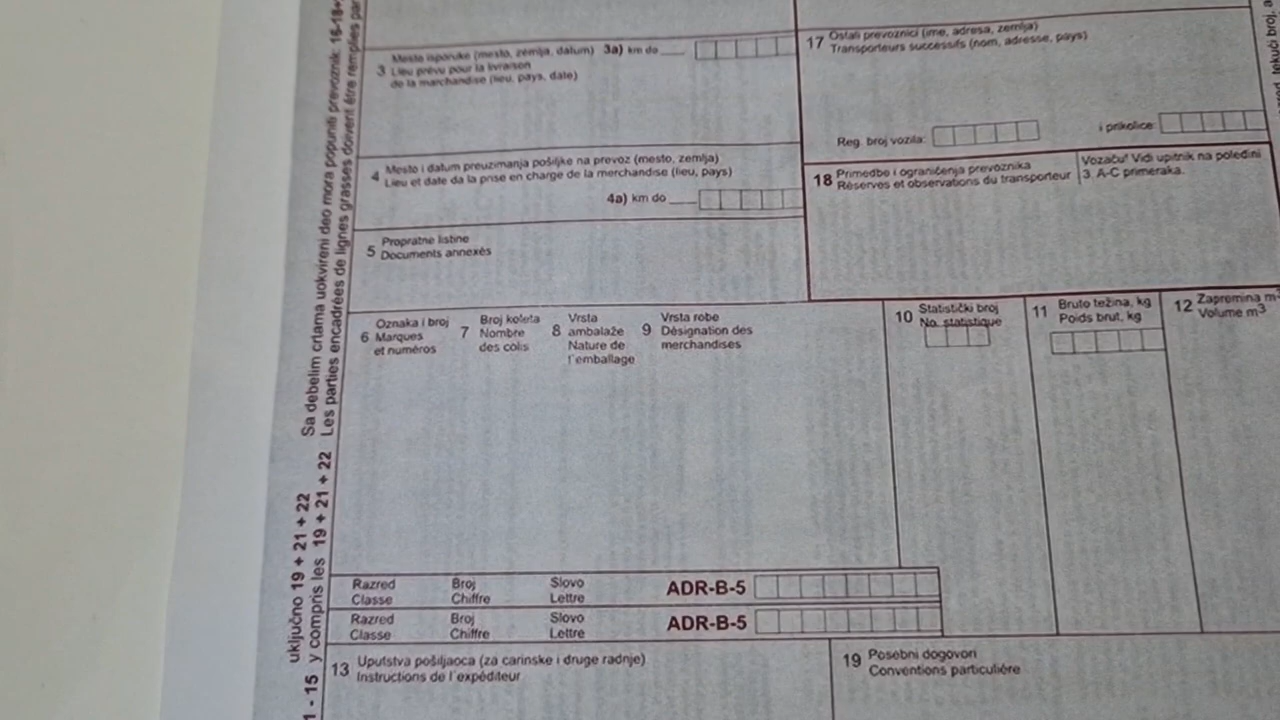 Mesto isporuke (mesto, zemlja, datum) 3a) km do
3 Lieu prévu pour la livraison
de la marchandise (lieu, pays, date)
17 Ostali prevoznici (ime, adresa, zemlja)
Transporteurs successifs (nom, adresse, pays)
Reg. broj vozila: i prikolice:
4 Mesto i datum preuzimanja pošiljke na prevoz (mesto, zemlja)
Lieu et date da la prise en charge de la merchandise (lieu, pays)
4a) km do
18 Primedbe i ograničenja prevoznika
Réserves et observations du transporteur
Vozaču! Vidi upitnik na poleđini
3. A-C primeraka.
5 Propratne listine
Documents annexés
6 Oznaka i broj
Marques
et numéros
7 Broj koleta
Nombre
des colis
8 Vrsta
ambalaže
Nature de
l'emballage
9 Vrsta robe
Désignation des
merchandises
10 Statistički broj
No. statistique
11 Bruto težina, kg
Poids brut, kg
12 Zapremina m
Volume m3
Razred Broj Slovo ADR-B-5
Classe Chiffre Lettre
Razred Broj Slovo ADR-B-5
Classe Chiffre Lettre
13 Uputstva pošiljaoca (za carinske i druge radnje)
Instructions de l'expéditeur
19 Posebni dogovori
Conventions particulière
uključno 19 + 21 + 22 Sa debelim crtama uokvireni deo mora popuniti prevoznik
1 - 15 y compris les 19 + 21 + 22 Les parties encadrées de lignes grasses doivent être remplies par
tekući broj,